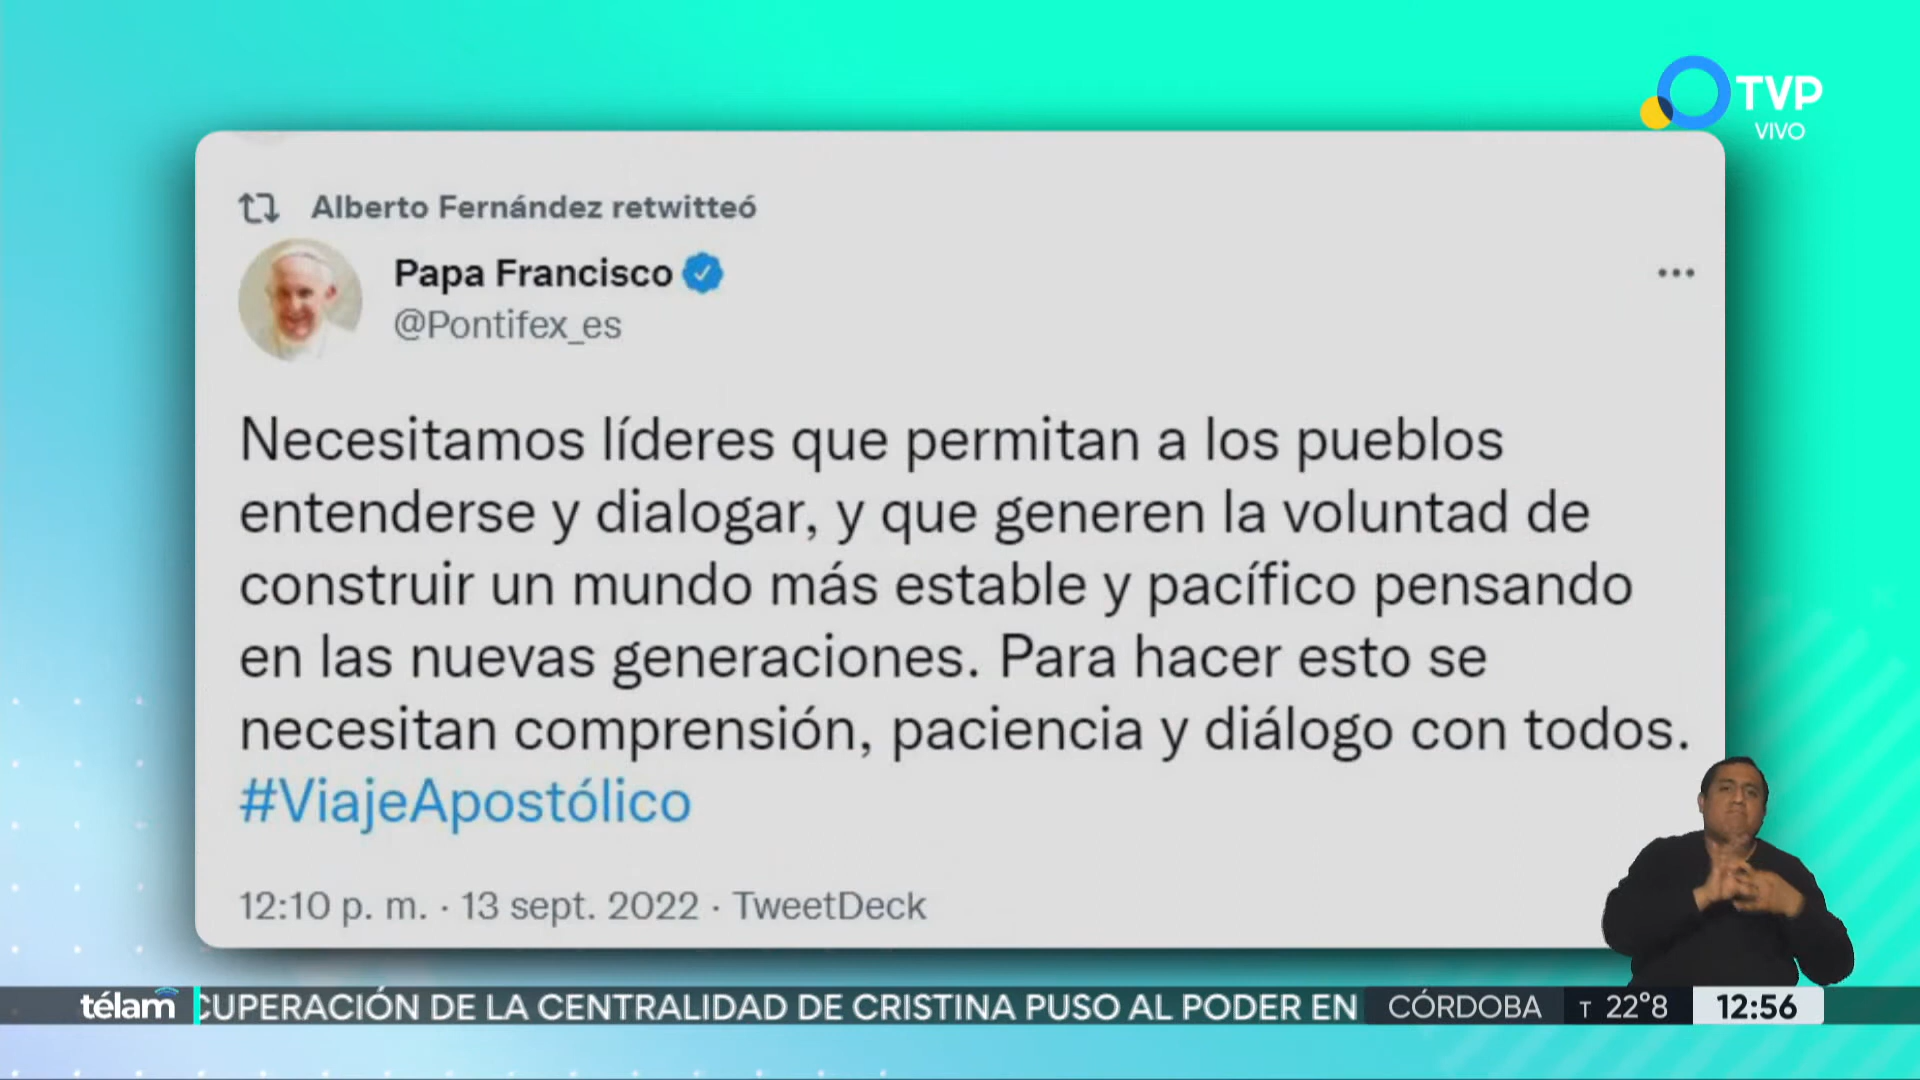 TVP
VIVO
Alberto Fernández retwitteó
Papa Francisco
@Pontifex_es
Necesitamos líderes que permitan a los pueblos
entenderse y dialogar, y que generen la voluntad de
construir un mundo más estable y pacífico pensando
en las nuevas generaciones. Para hacer esto se
necesitan comprensión, paciencia y diálogo con todos.
#ViajeApostólico
12:10 p. m. · 13 sept. 2022 · TweetDeck
télam CUPERACIÓN DE LA CENTRALIDAD DE CRISTINA PUSO AL PODER EN CÓRDOBA T 22°8 12:56